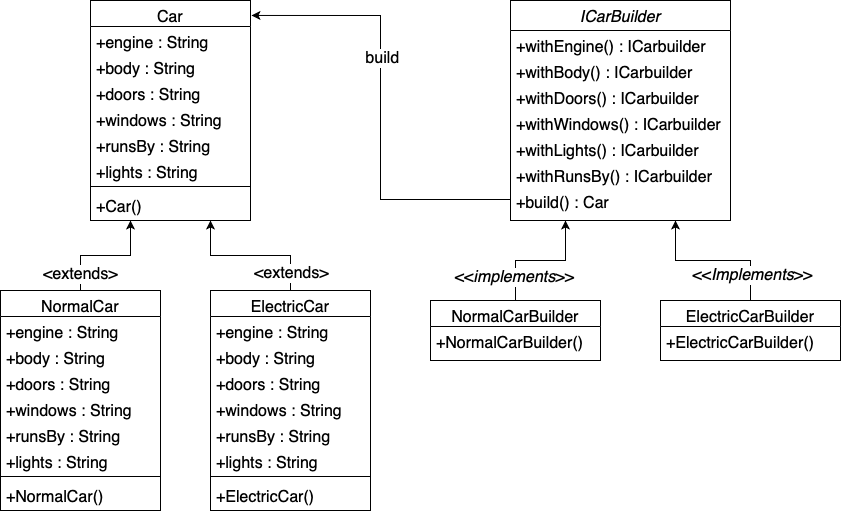 Car
+engine : String
+body : String
+doors : String
+windows : String
+runsBy : String
+lights : String
+Car()
build
ICarBuilder
+withEngine() : ICarbuilder
+withBody() : ICarbuilder
+withDoors() : ICarbuilder
+withWindows() : ICarbuilder
+withLights() : ICarbuilder
+withRunsBy() : ICarbuilder
+build() : Car
<extends>
<extends>
<<implements>>
<<Implements>>
NormalCar
+engine : String
+body : String
+doors : String
+windows : String
+runsBy : String
+lights : String
+NormalCar()
ElectricCar
+engine : String
+body : String
+doors : String
+windows : String
+runsBy : String
+lights : String
+ElectricCar()
NormalCarBuilder
+NormalCarBuilder()
ElectricCarBuilder
+ElectricCarBuilder()